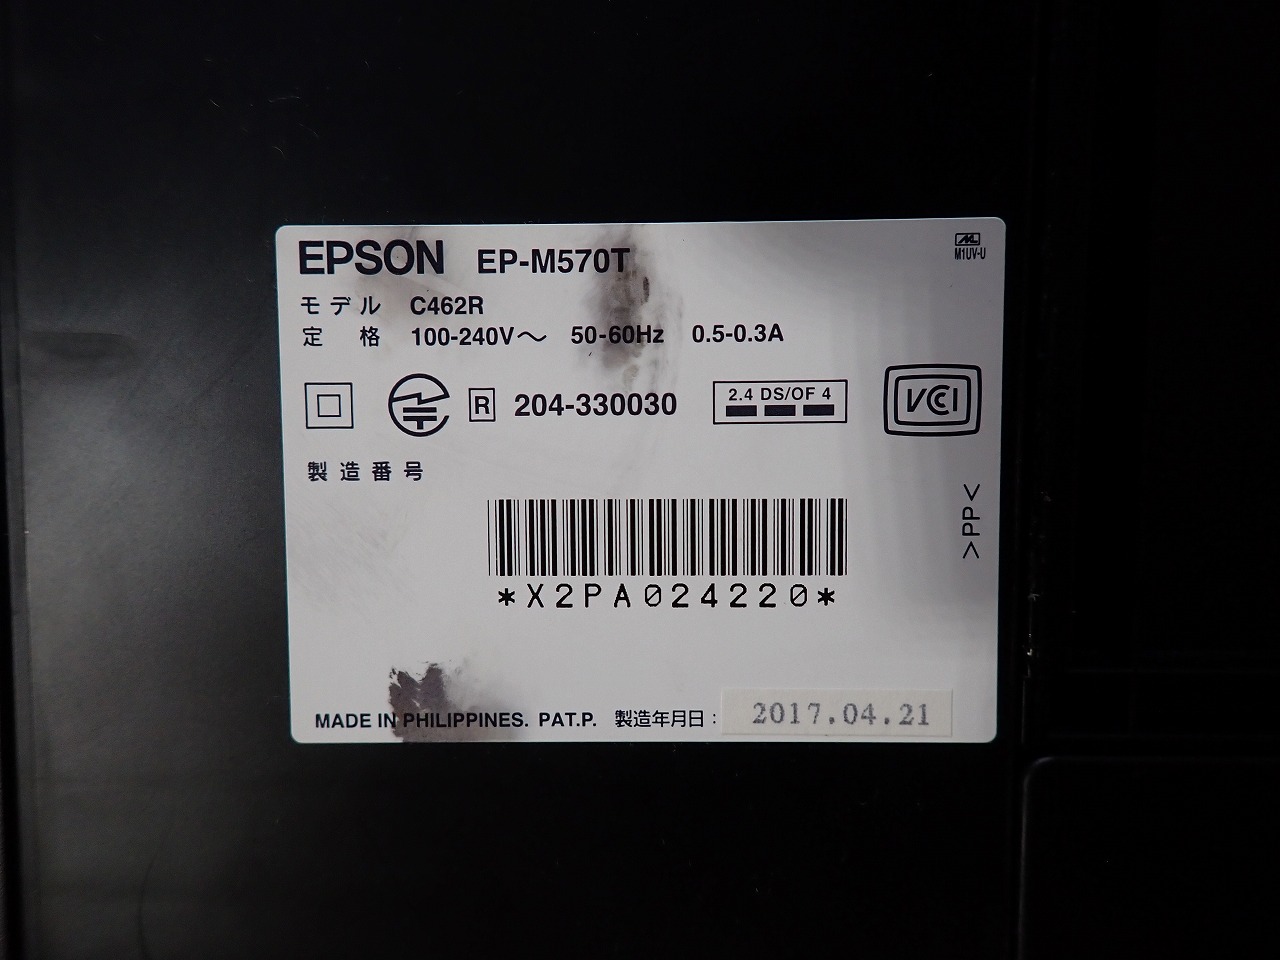 EPSON EP-M570T
ML
M1UV-U
モデル C462R
定格 100-240V～ 50-60Hz 0.5-0.3A
R 204-330030
2.4 DS/OF 4
VCCI
製造番号
>PP<
*X2PA024220*
MADE IN PHILIPPINES. PAT.P. 製造年月日： 2017.04.21